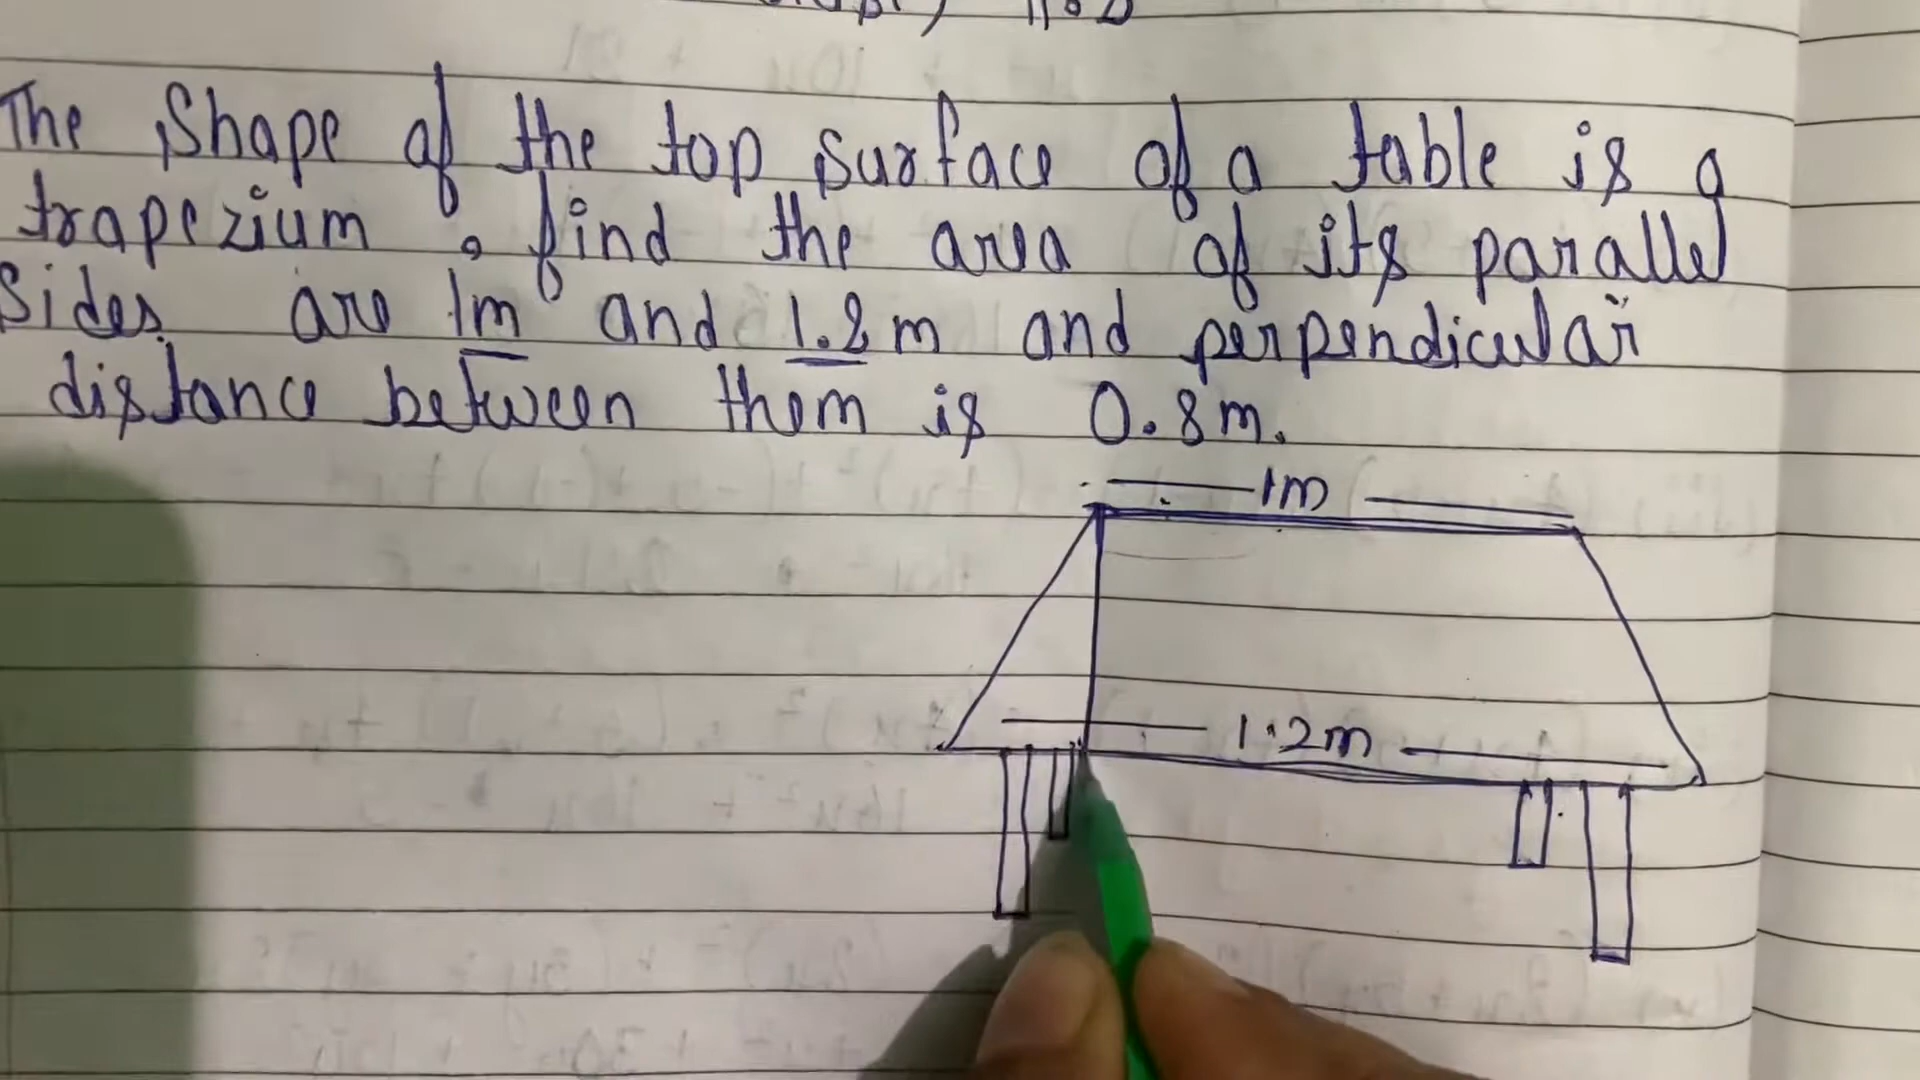 The Shape of the top surface of a table is a
trapezium. find the area of its parallel
Sides are 1m and 1.2m and perpendicular
distance between them is 0.8m.
1m
1.2m